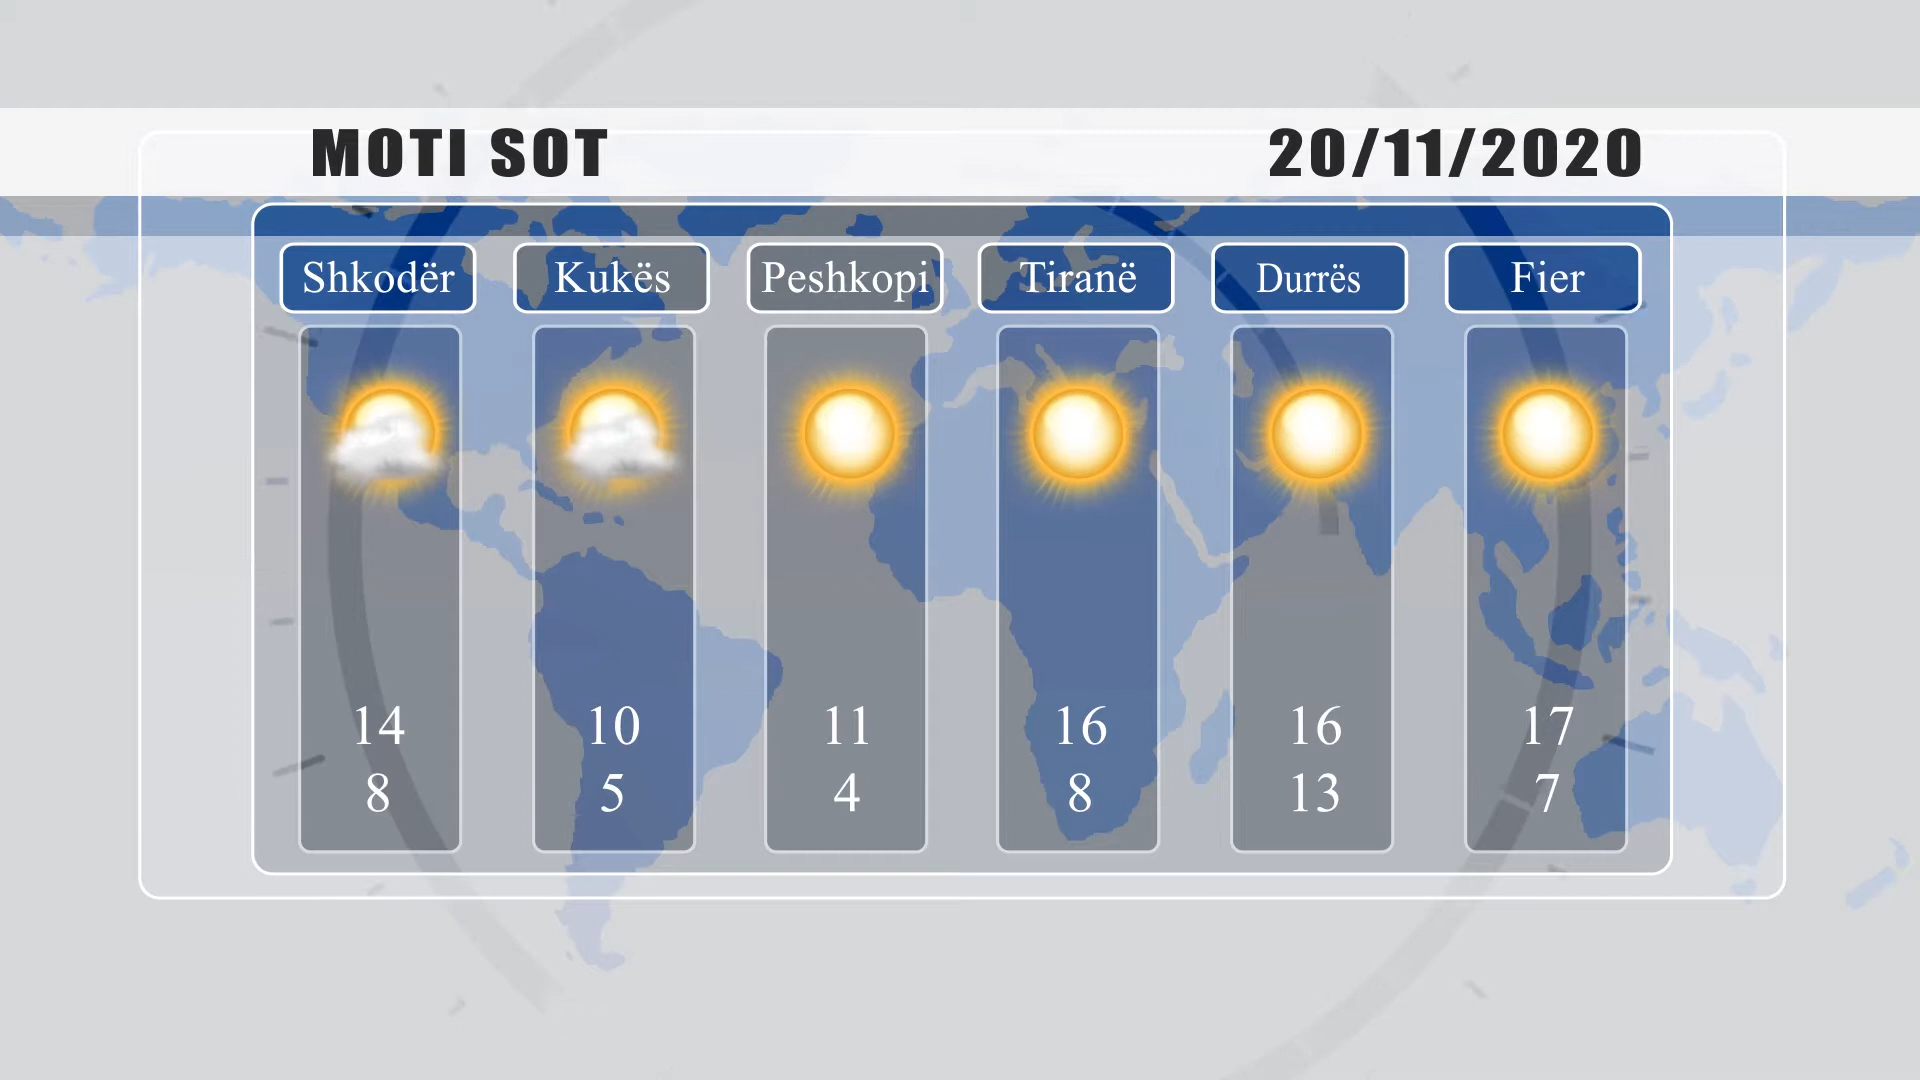 MOTI SOT 20/11/2020
Shkodër Kukës Peshkopi Tiranë Durrës Fier
14 10 11 16 16 17
8 5 4 8 13 7